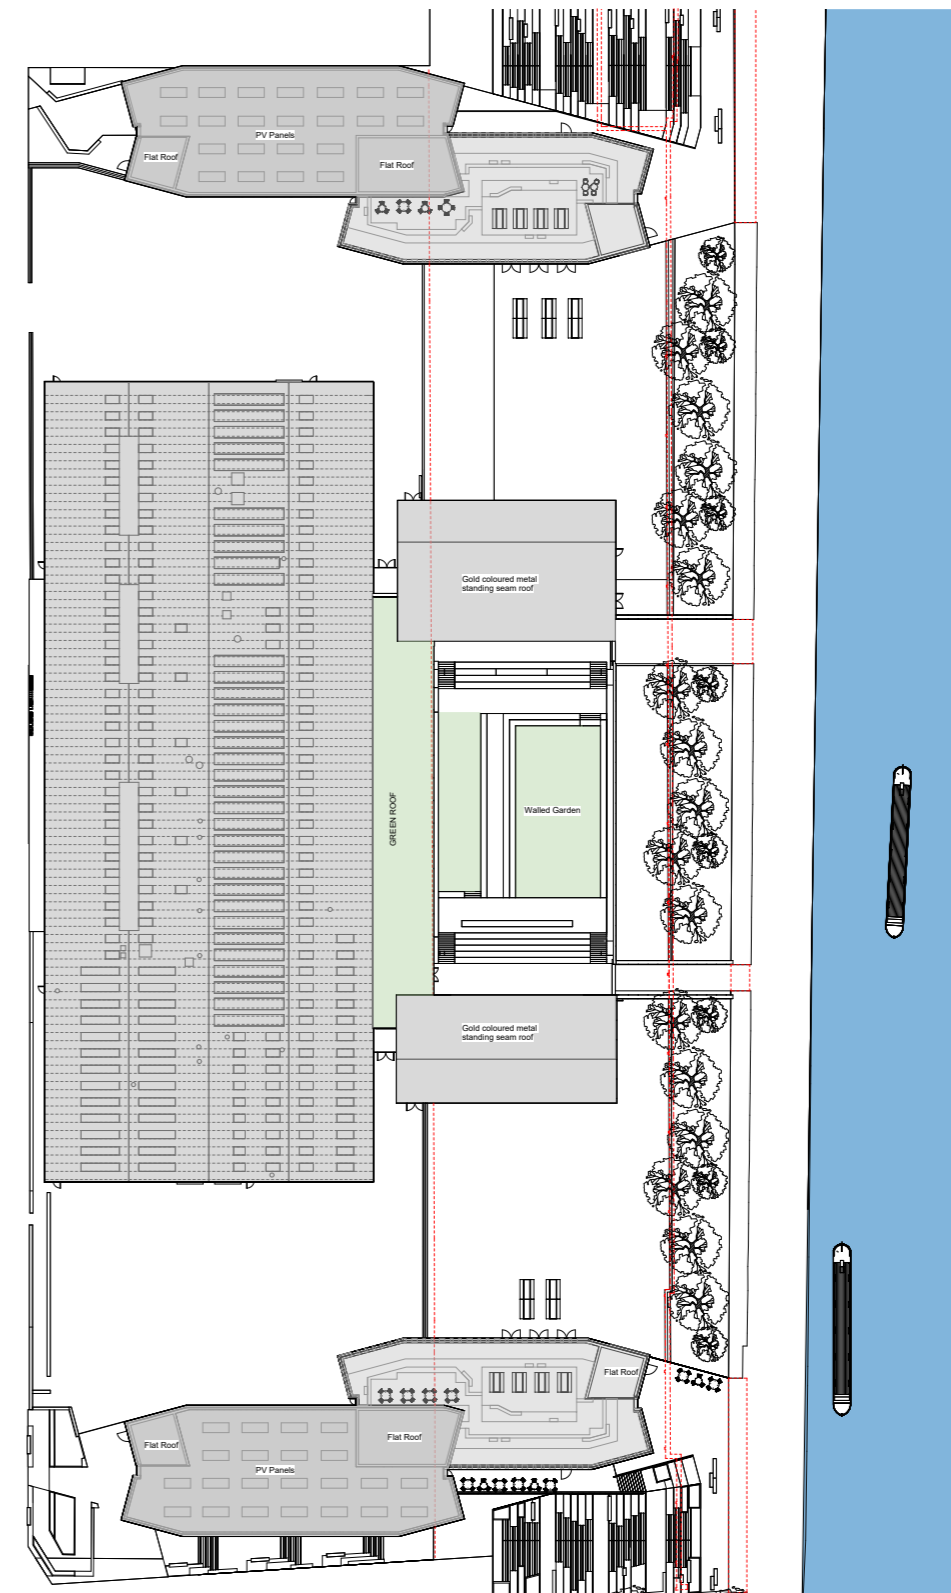 PV Panels
Flat Roof
Flat Roof
Gold coloured metal
standing seam roof
GREEN ROOF
Walled Garden
Gold coloured metal
standing seam roof
Flat Roof
Flat Roof
Flat Roof
PV Panels